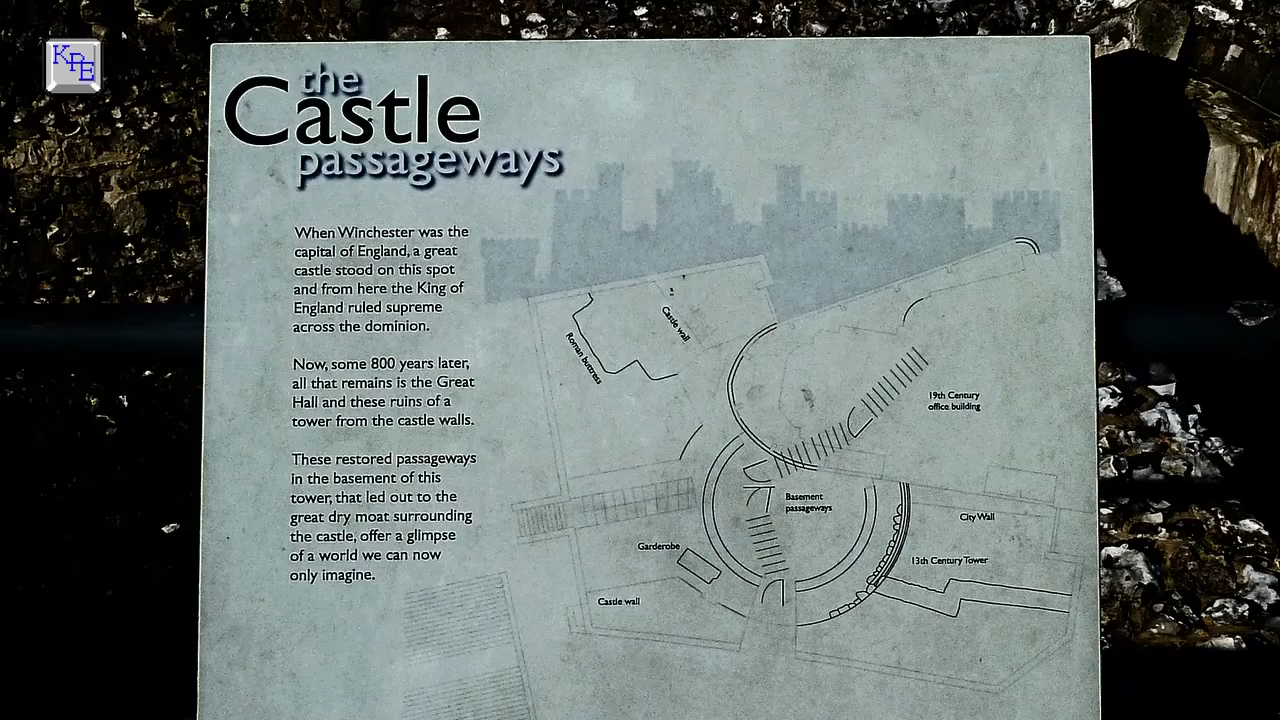 KPE
the
Castle
passageways
When Winchester was the
capital of England, a great
castle stood on this spot
and from here the King of
England ruled supreme
across the dominion.
Now, some 800 years later,
all that remains is the Great
Hall and these ruins of a
tower from the castle walls.
These restored passageways
in the basement of this
tower, that led out to the
great dry moat surrounding
the castle, offer a glimpse
of a world we can now
only imagine.
Castle wall
Roman buttress
19th Century
office building
Basement
passageways
City Wall
Garderobe
13th Century Tower
Castle wall